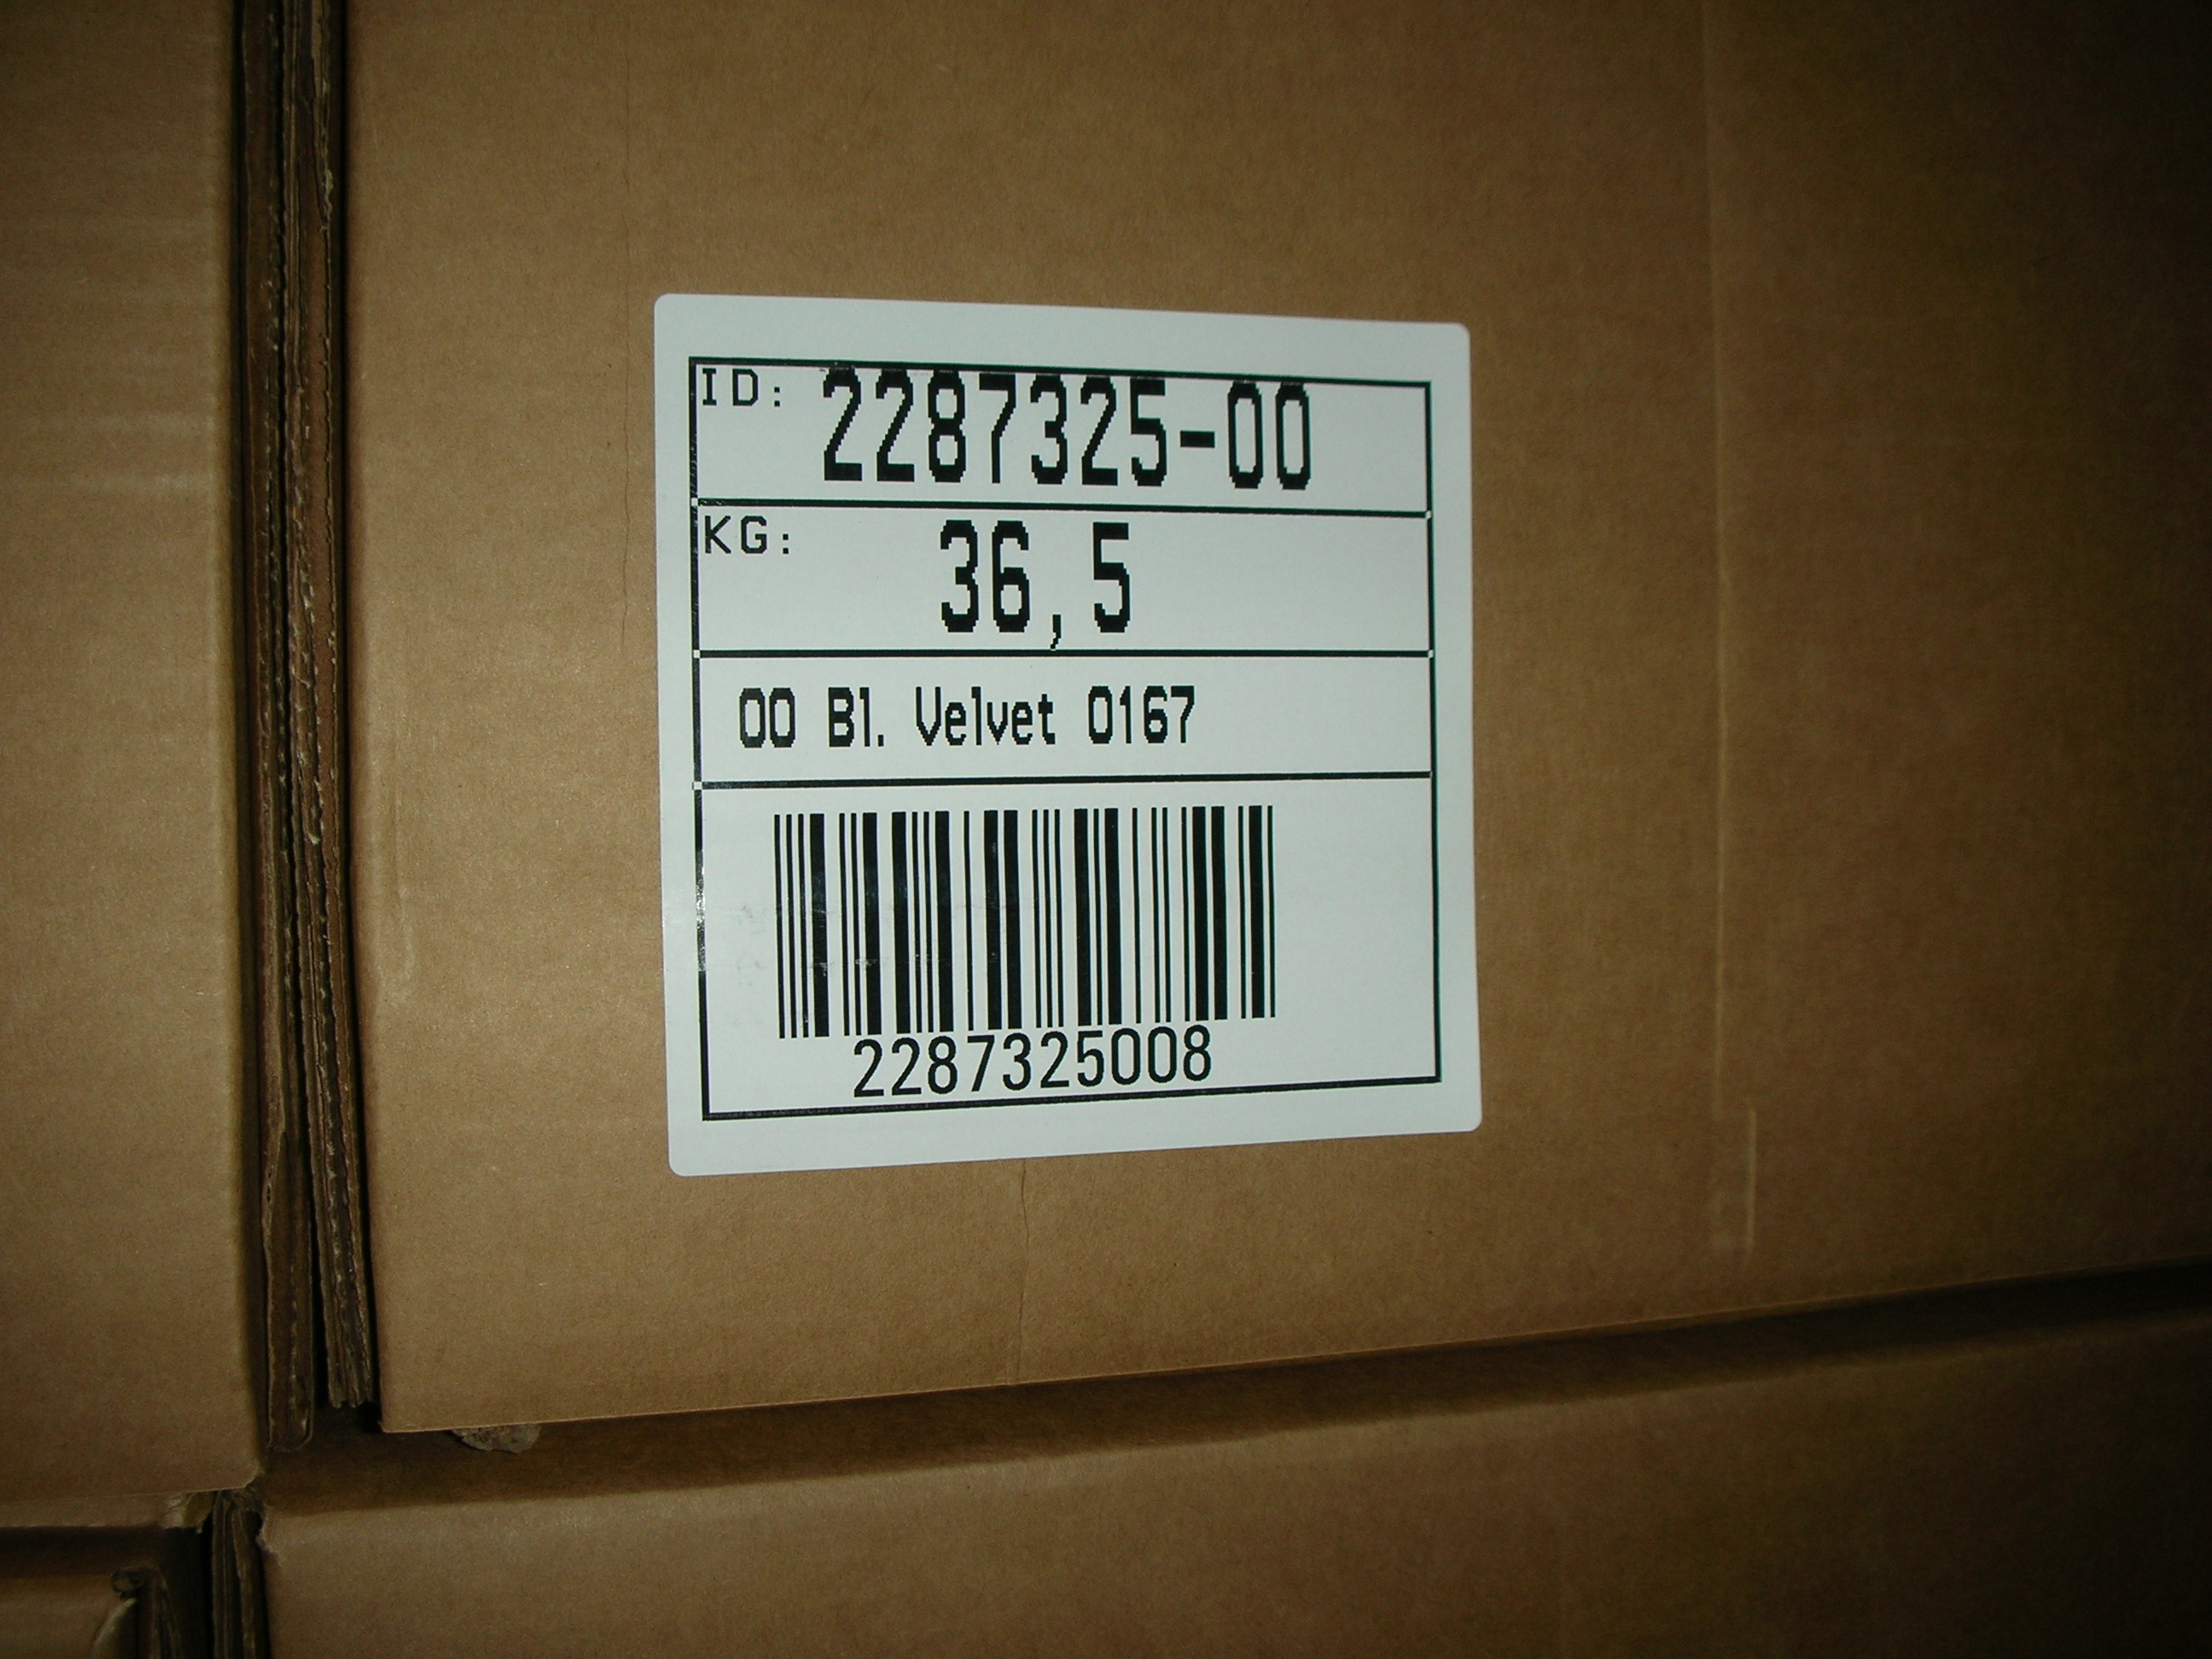 ID: 2287325-00
KG: 36,5
00 Bl. Velvet 0167
2287325008